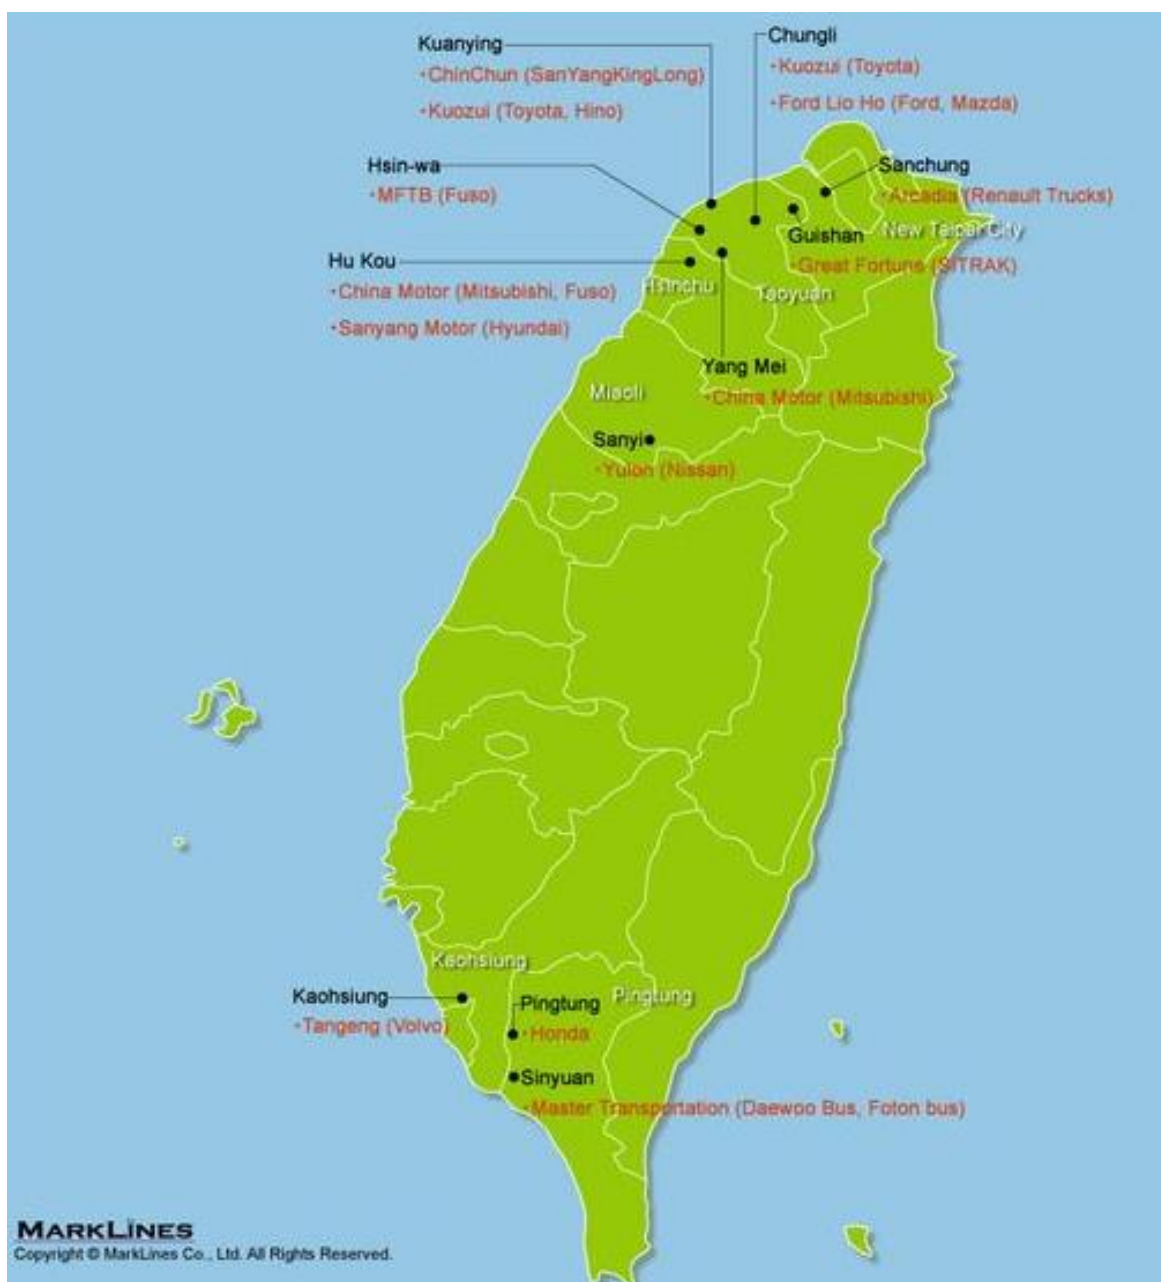 Kuanying
・ChinChun (SanYangKingLong)
・Kuozui (Toyota, Hino)
Chungli
・Kuozui (Toyota)
・Ford Lio Ho (Ford, Mazda)
Hsin-wa
・MFTB (Fuso)
Sanchung
・Arcadia (Renault Trucks)
New Taipei City
Guishan
・Great Fortune (SITRAK)
Hu Kou
・China Motor (Mitsubishi, Fuso)
・Sanyang Motor (Hyundai)
Hsinchu
Taoyuan
Yang Mei
・China Motor (Mitsubishi)
Miaoli
Sanyi
・Yulon (Nissan)
Kaohsiung
Kaohsiung
・Tangeng (Volvo)
Pingtung
・Honda
Pingtung
Sinyuan
・Master Transportation (Daewoo Bus, Foton bus)
MARKLINES
Copyright © MarkLines Co., Ltd. All Rights Reserved.